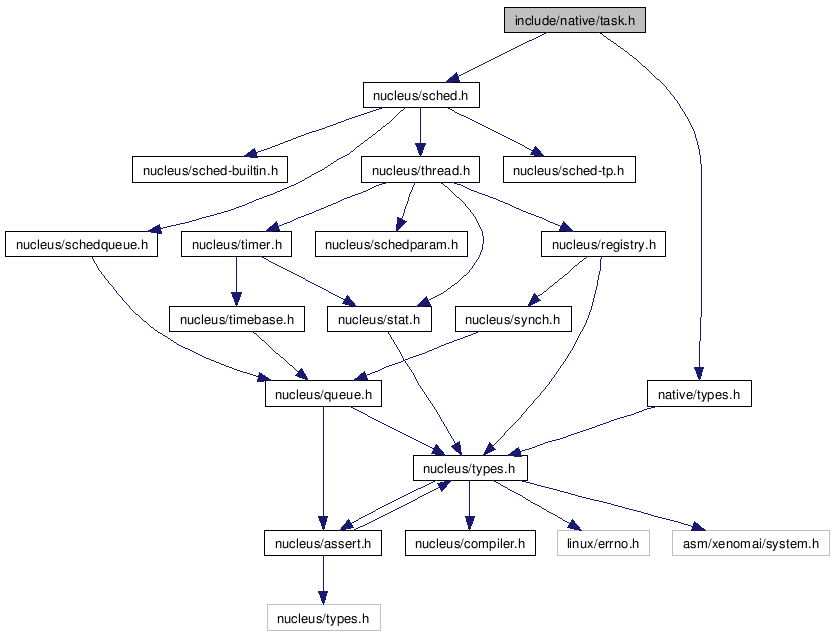 include/native/task.h
nucleus/sched.h
nucleus/sched-builtin.h
nucleus/thread.h
nucleus/sched-tp.h
nucleus/schedqueue.h
nucleus/timer.h
nucleus/schedparam.h
nucleus/registry.h
nucleus/timebase.h
nucleus/stat.h
nucleus/synch.h
nucleus/queue.h
native/types.h
nucleus/types.h
nucleus/assert.h
nucleus/compiler.h
linux/errno.h
asm/xenomai/system.h
nucleus/types.h